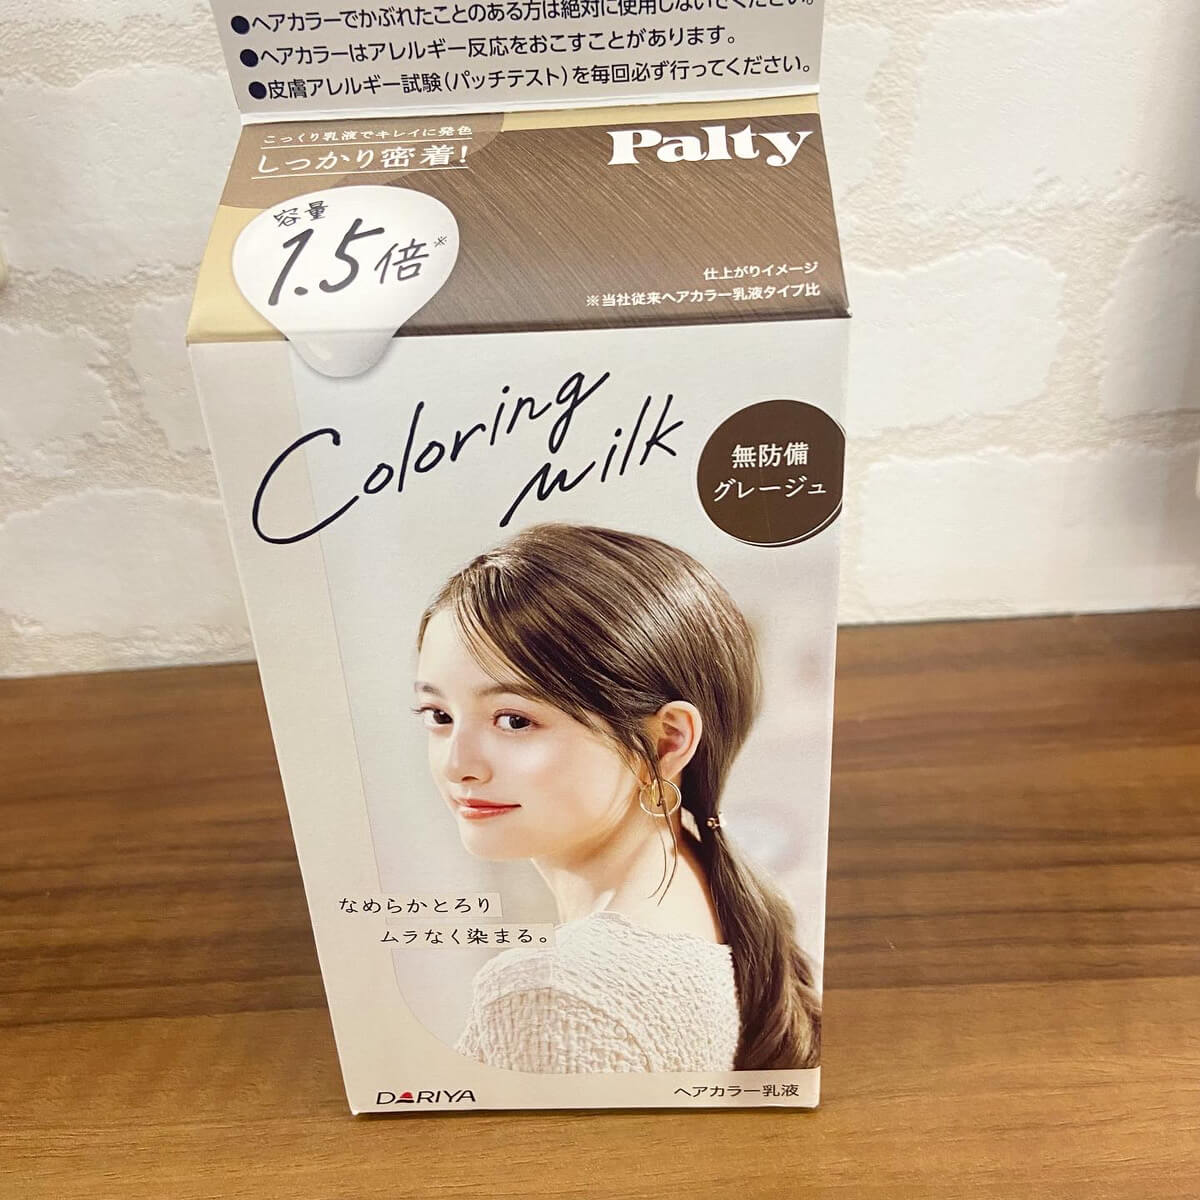 ●ヘアカラーでかぶれたことのある方は絶対に使用しないでください。
●ヘアカラーはアレルギー反応をおこすことがあります。
●皮膚アレルギー試験(パッチテスト)を毎回必ず行ってください。
こっくり乳液でキレイに発色
しっかり密着!
Palty
容量
1.5倍※
仕上がりイメージ
※当社従来ヘアカラー乳液タイプ比
Coloring
milk
無防備
グレージュ
なめらかとろり
ムラなく染まる。
DARIYA
ヘアカラー乳液